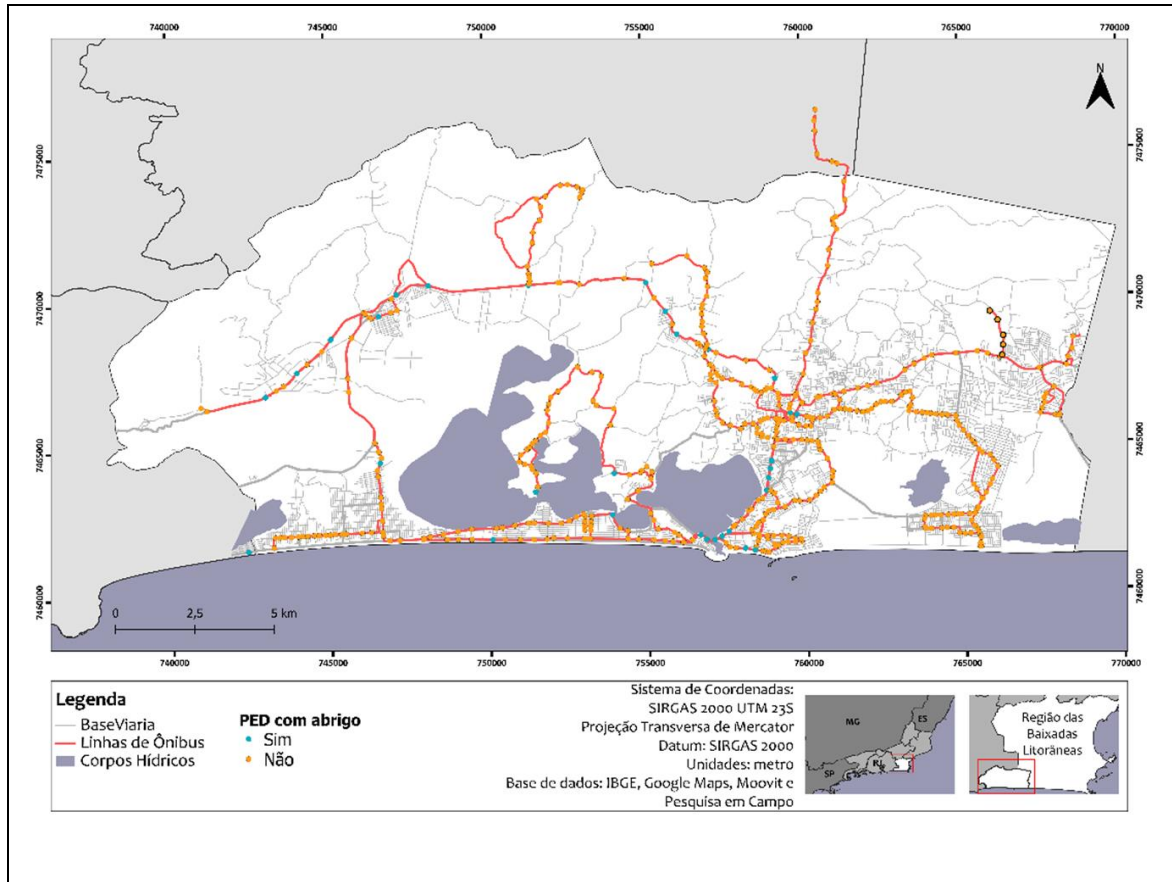 740000 745000 750000 755000 760000 765000 770000
N
7475000 7475000
7470000 7470000
7465000 7465000
7460000 7460000
0 2,5 5 km
740000 745000 750000 755000 760000 765000 770000
Legenda
BaseViaria
Linhas de Ônibus
Corpos Hídricos
PED com abrigo
Sim
Não
Sistema de Coordenadas:
SIRGAS 2000 UTM 23S
Projeção Transversa de Mercator
Datum: SIRGAS 2000
Unidades: metro
Base de dados: IBGE, Google Maps, Moovit e
Pesquisa em Campo
MG
ES
RJ
SP
Região das
Baixadas
Litorâneas